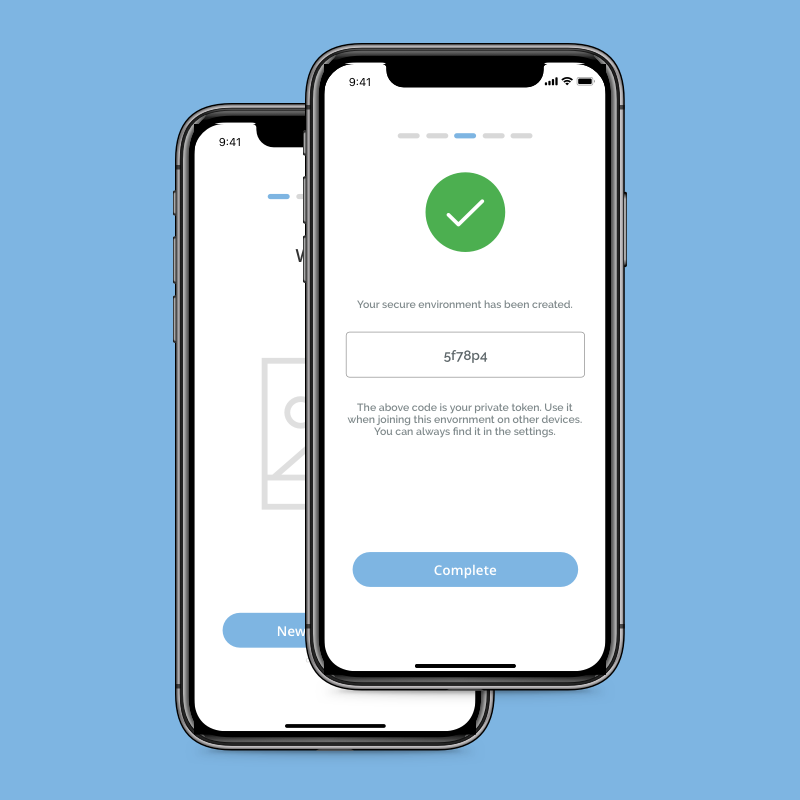 9:41
Your secure environment has been created.
5f78p4
The above code is your private token. Use it
when joining this envornment on other devices.
You can always find it in the settings.
Complete
9:41
New